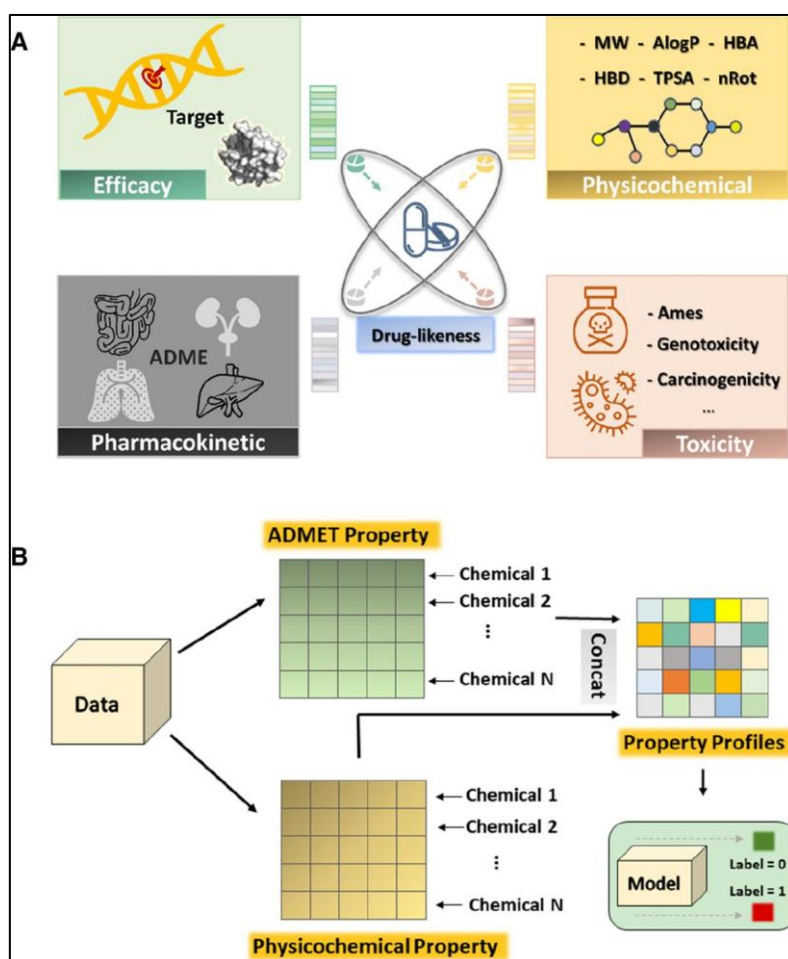 A
Target
Efficacy
- MW - AlogP - HBA
- HBD - TPSA - nRot
Physicochemical
ADME
Pharmacokinetic
Drug-likeness
- Ames
- Genotoxicity
- Carcinogenicity
...
Toxicity
B
ADMET Property
Chemical 1
Chemical 2
...
Chemical N
Data
Concat
Property Profiles
Chemical 1
Chemical 2
...
Chemical N
Physicochemical Property
Model
Label = 0
Label = 1